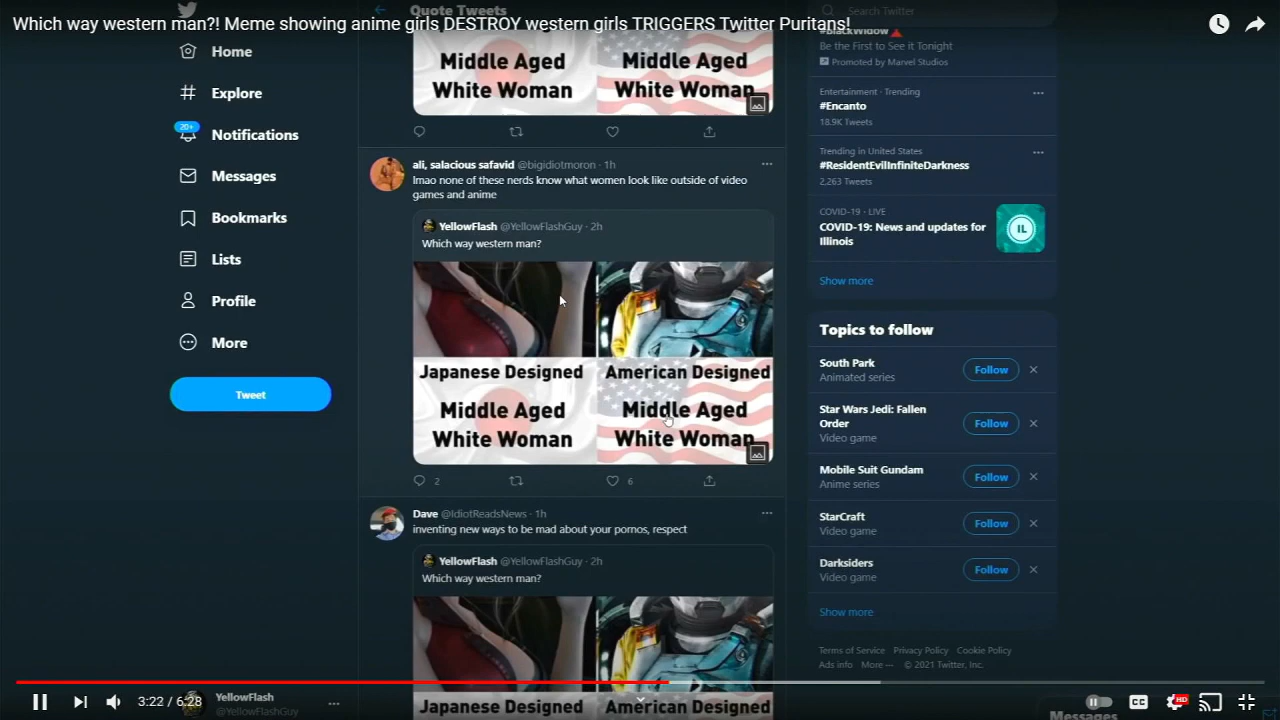 Which way western man?! Meme showing anime girls DESTROY western girls TRIGGERS Twitter Puritans!
Home
Explore
20+
Notifications
Messages
Bookmarks
Lists
Profile
More
Tweet
YellowFlash
@YellowFlashGuy
Quote Tweets
Middle Aged
White Woman
Middle Aged
White Woman
ali, salacious safavid @bigidiotmoron · 1h
lmao none of these nerds know what women look like outside of video
games and anime
YellowFlash @YellowFlashGuy · 2h
Which way western man?
Japanese Designed
Middle Aged
White Woman
American Designed
Middle Aged
White Woman
2
6
Dave @IdiotReadsNews · 1h
inventing new ways to be mad about your pornos, respect
YellowFlash @YellowFlashGuy · 2h
Which way western man?
Japanese Designed
American Designed
Search Twitter
#BlackWidow
Be the First to See it Tonight
Promoted by Marvel Studios
Entertainment · Trending
#Encanto
18.9K Tweets
Trending in United States
#ResidentEvilInfiniteDarkness
2,263 Tweets
COVID-19 · LIVE
COVID-19: News and updates for
Illinois
IL
Show more
Topics to follow
South Park
Animated series
Follow
Star Wars Jedi: Fallen
Order
Video game
Follow
Mobile Suit Gundam
Anime series
Follow
StarCraft
Video game
Follow
Darksiders
Video game
Follow
Show more
Terms of Service Privacy Policy Cookie Policy
Ads info More ··· © 2021 Twitter, Inc.
Messages
3:22 / 6:28
CC
HD